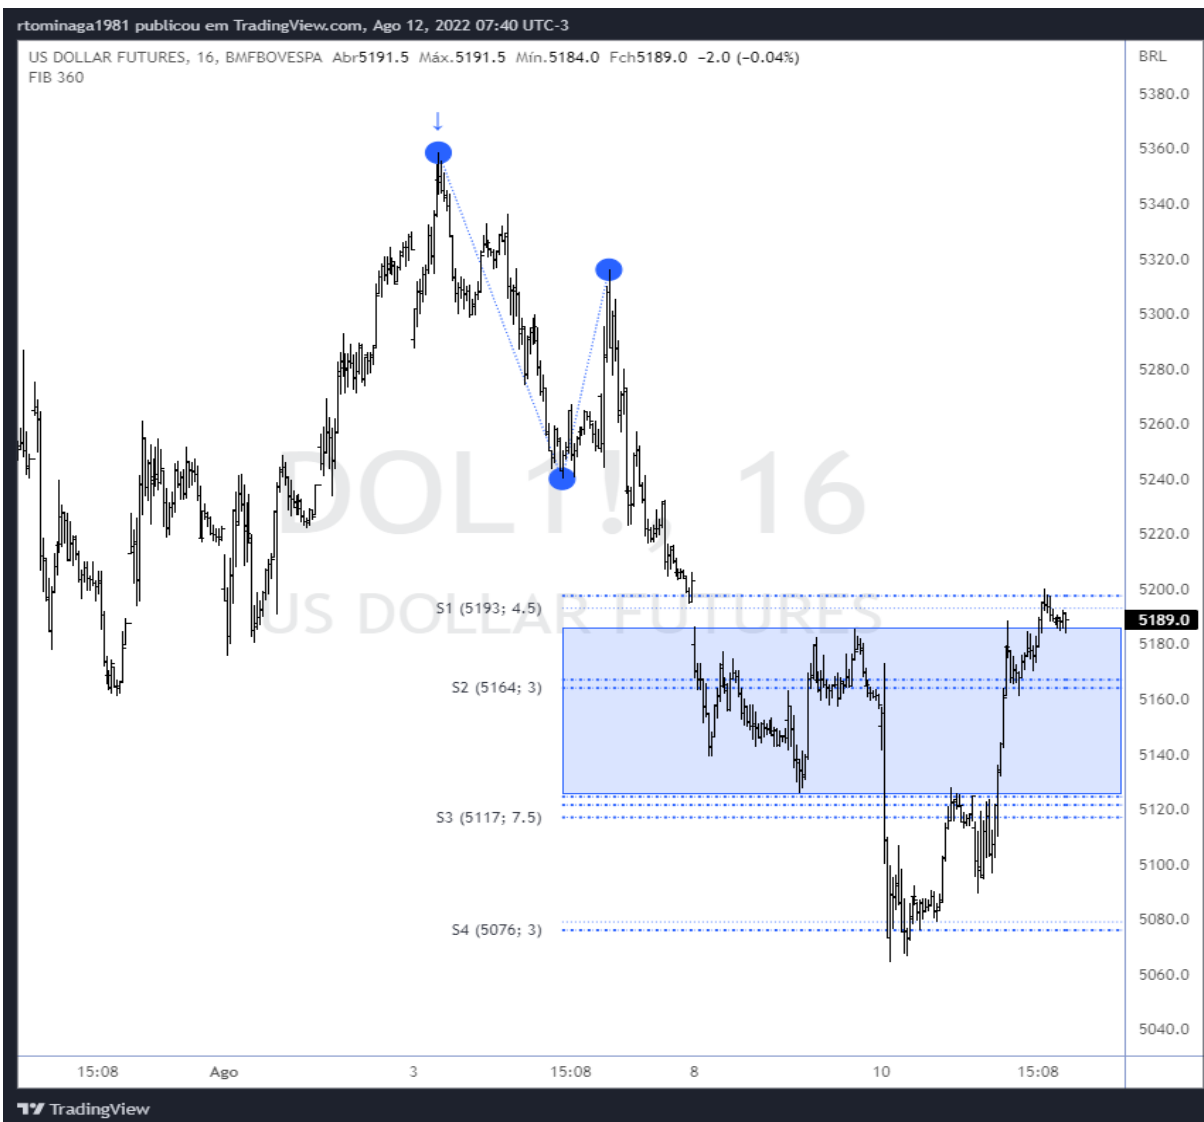 rtominaga1981 publicou em TradingView.com, Ago 12, 2022 07:40 UTC-3
US DOLLAR FUTURES, 16, BMFBOVESPA Abr5191.5 Máx.5191.5 Mín.5184.0 Fch5189.0 −2.0 (−0.04%)
BRL
FIB 360
5380.0
↓
5360.0
5340.0
5320.0
5300.0
5280.0
5260.0
5240.0
DOL1!, 16
5220.0
5200.0
US DOLLAR FUTURES
S1 (5193; 4.5)
5189.0
5180.0
S2 (5164; 3)
5160.0
5140.0
5120.0
S3 (5117; 7.5)
5100.0
5080.0
S4 (5076; 3)
5060.0
5040.0
15:08 Ago 3 15:08 8 10 15:08
TradingView